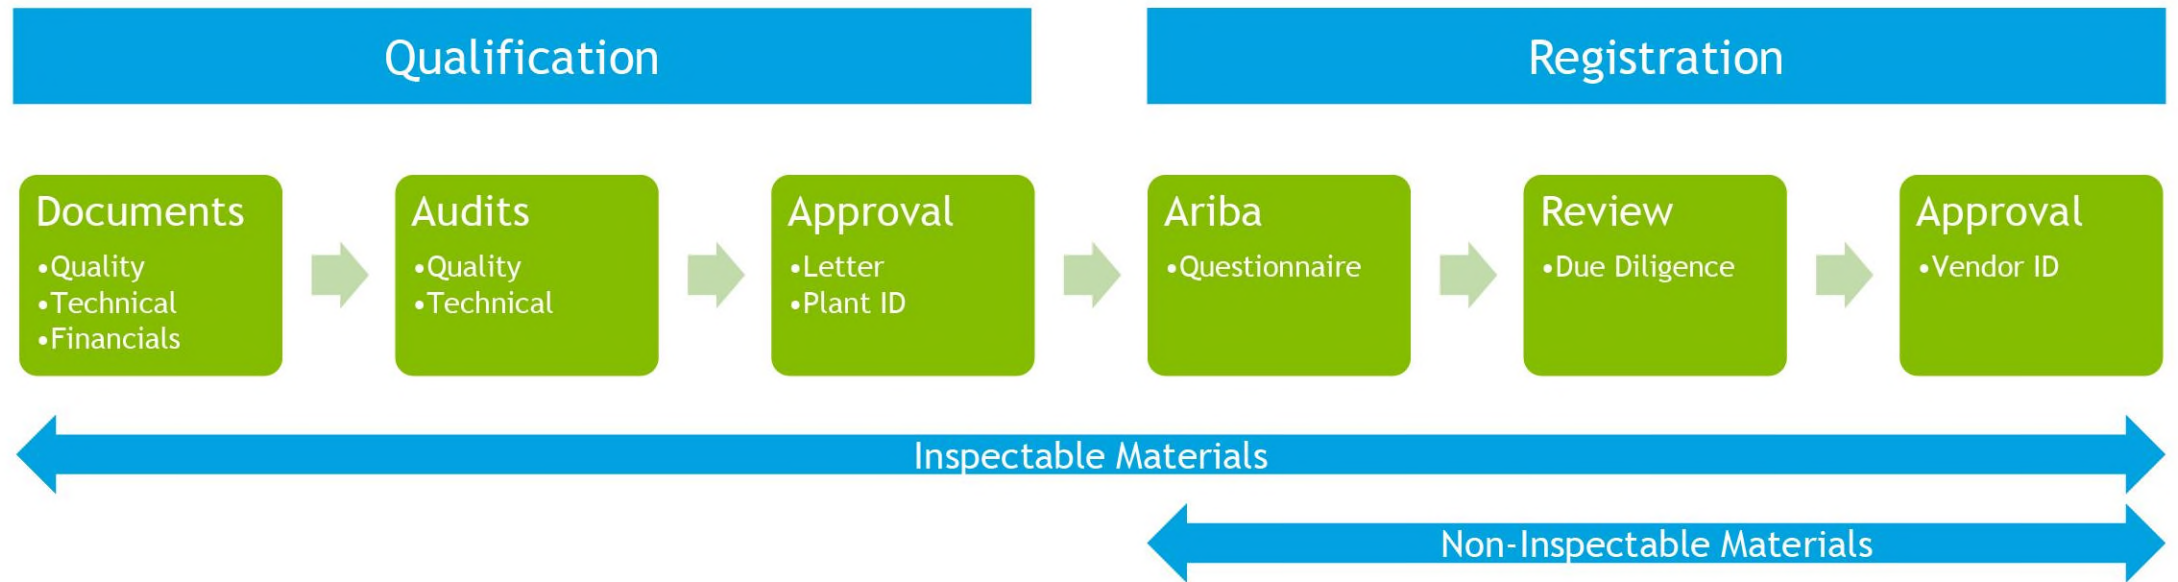 Qualification
Registration
Documents
•Quality
•Technical
•Financials
Audits
•Quality
•Technical
Approval
•Letter
•Plant ID
Ariba
•Questionnaire
Review
•Due Diligence
Approval
•Vendor ID
Inspectable Materials
Non-Inspectable Materials